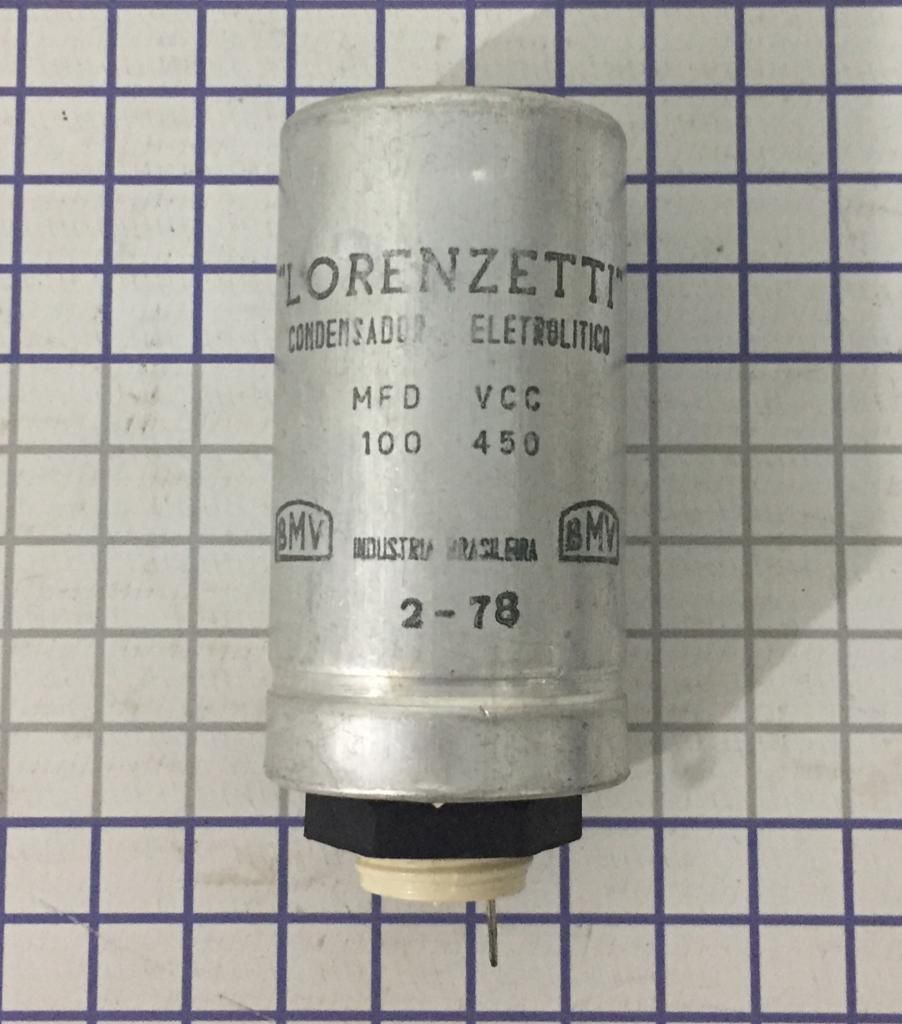 "LORENZETTI"
CONDENSADOR ELETROLITICO
MFD VCC
100 450
BMV INDUSTRIA BRASILEIRA BMV
2-78